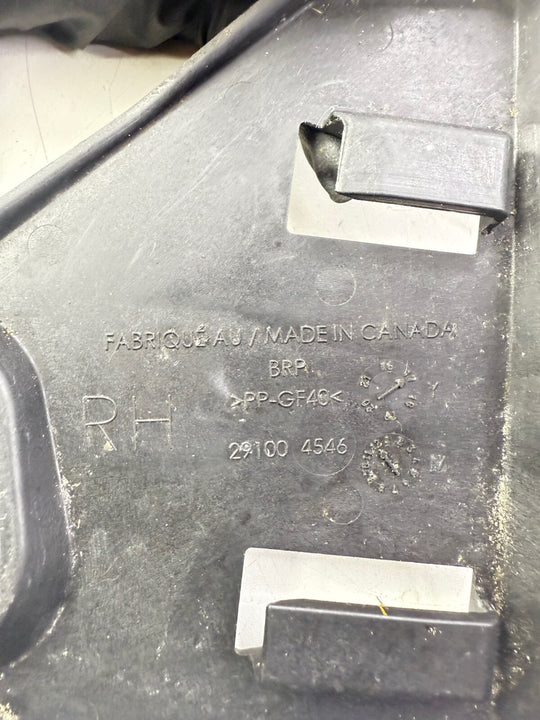 FABRIQUÉ AU / MADE IN CANADA
BRP
RH
>PP-GF40<
29100 4546